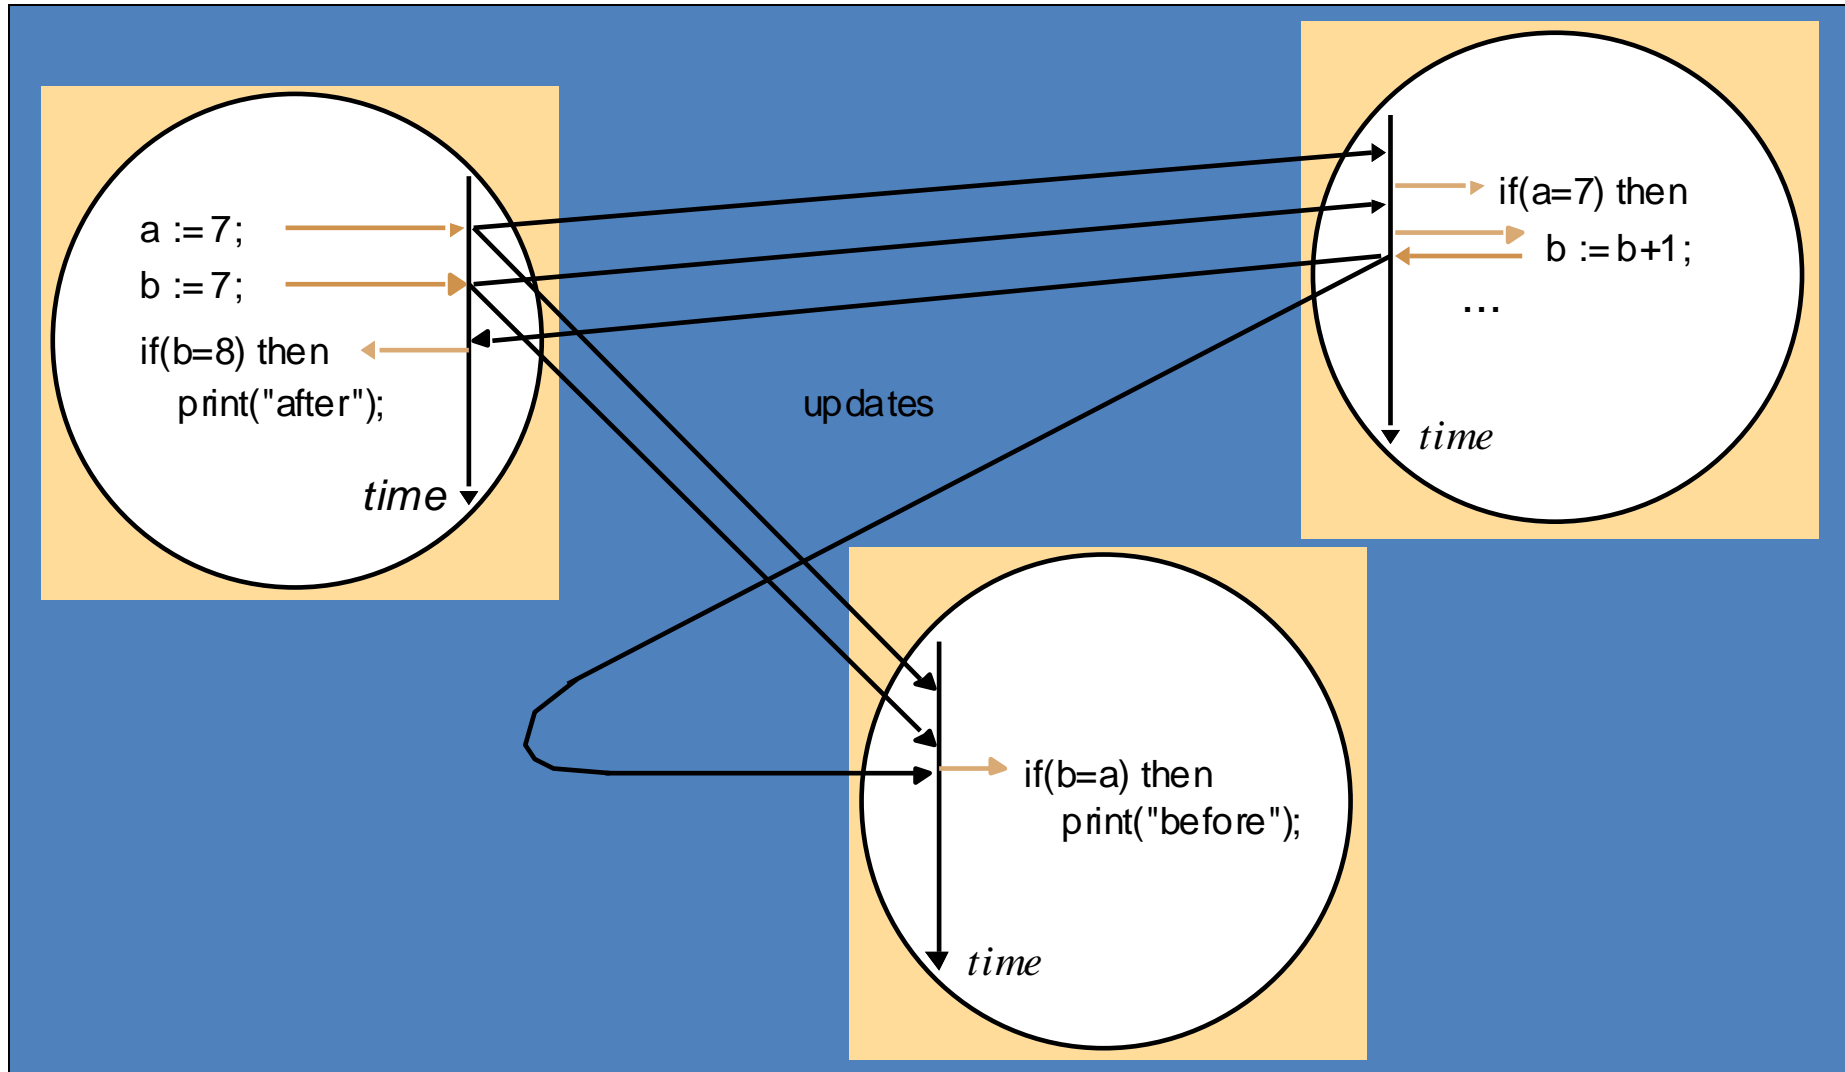 a := 7;
b := 7;
if(b=8) then
print("after");
time
updates
if(a=7) then
b := b+1;
...
time
if(b=a) then
print("before");
time